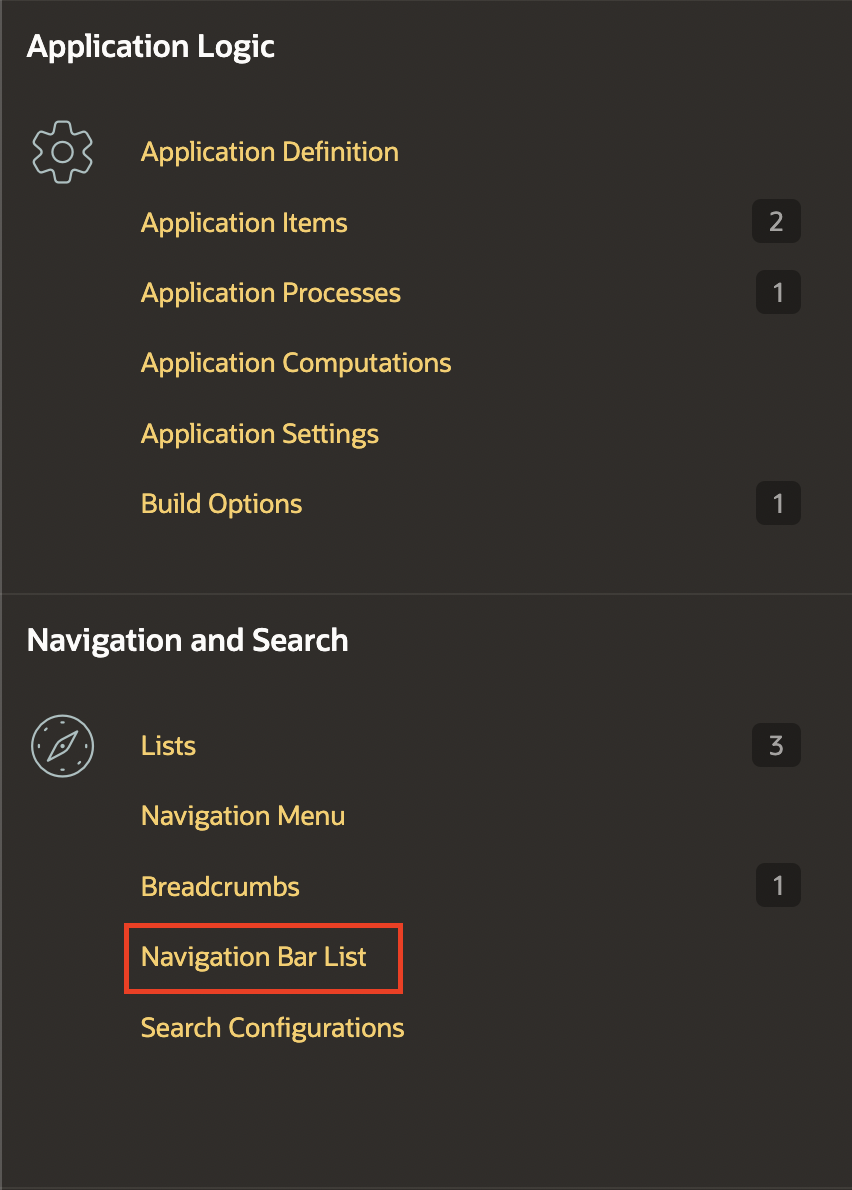 Application Logic
Application Definition
Application Items 2
Application Processes 1
Application Computations
Application Settings
Build Options 1
Navigation and Search
Lists 3
Navigation Menu
Breadcrumbs 1
Navigation Bar List
Search Configurations